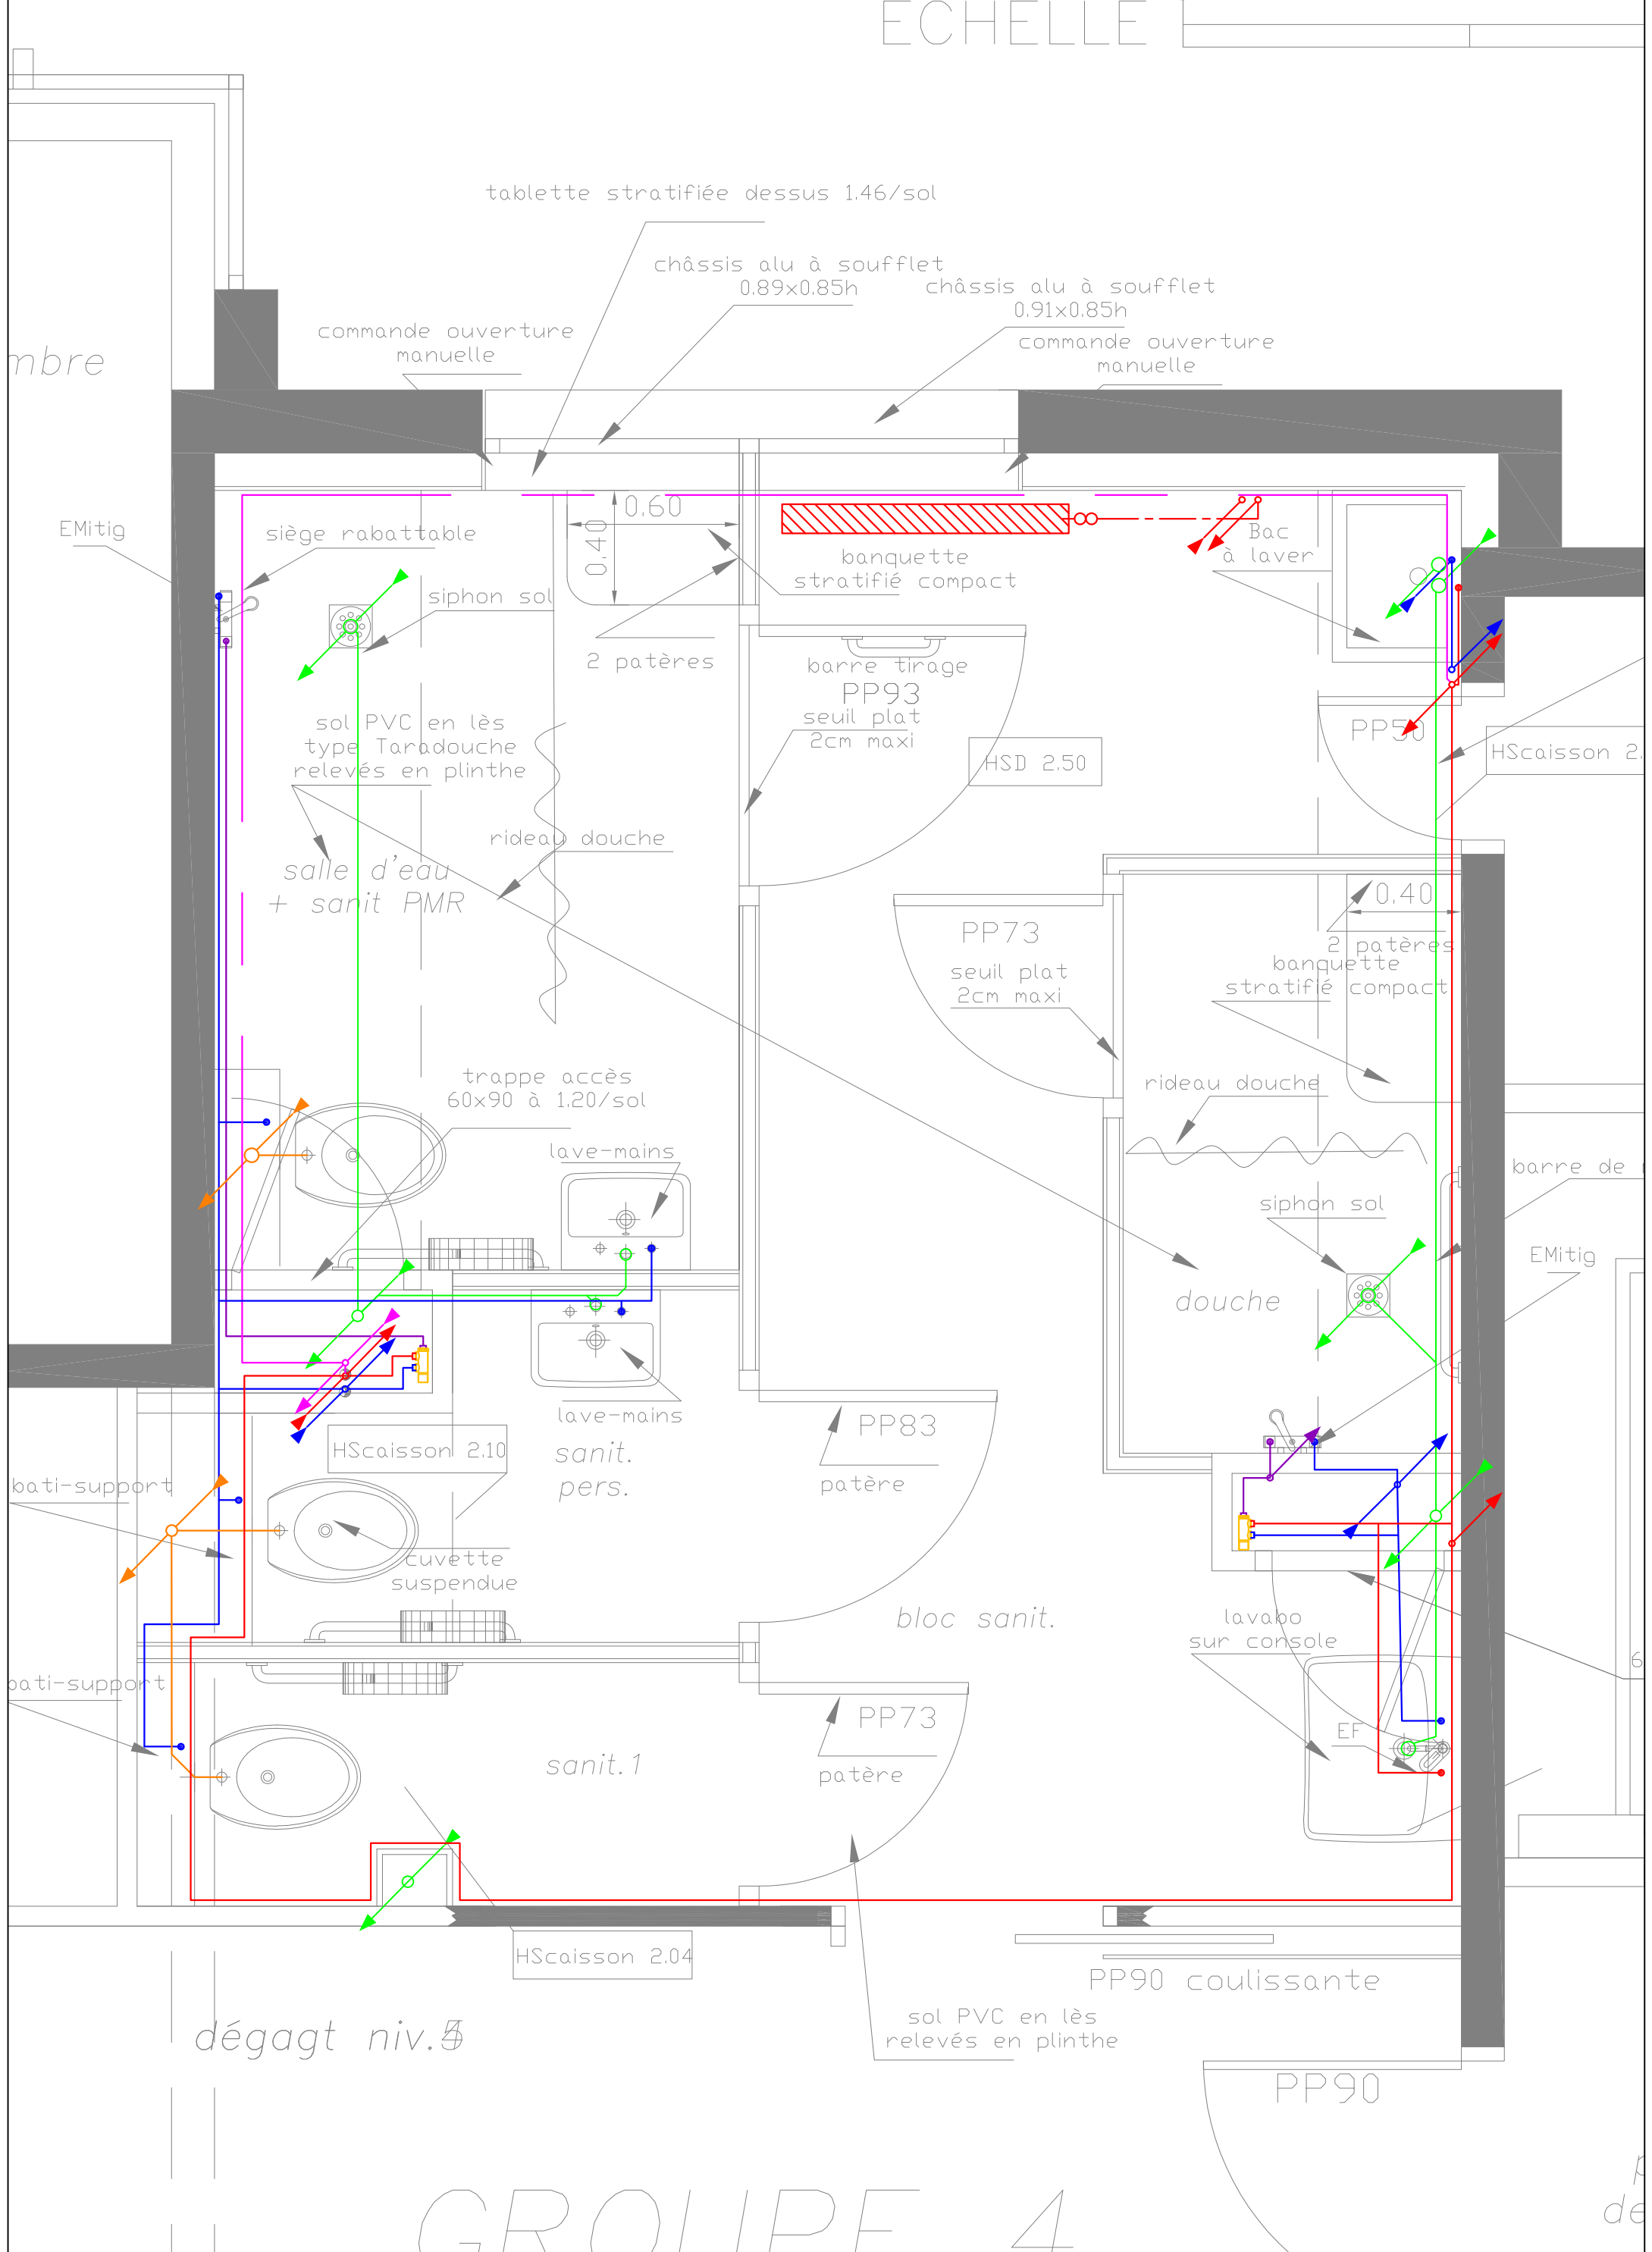 ECHELLE
tablette stratifiée dessus 1.46/sol
châssis alu à soufflet
0.89x0.85h
châssis alu à soufflet
0.91x0.85h
commande ouverture
manuelle
commande ouverture
manuelle
mbre
EMitig
siège rabattable
0.60
0.40
banquette
stratifié compact
Bac
à laver
siphon sol
2 patères
barre tirage
PP93
seuil plat
2cm maxi
sol PVC en lès
type Taradouche
relevés en plinthe
HSD 2.50
PP50
HScaisson 2.
rideau douche
salle d'eau
+ sanit PMR
0.40
2 patères
PP73
seuil plat
2cm maxi
banquette
stratifié compact
trappe accès
60x90 à 1.20/sol
rideau douche
lave-mains
barre de
siphon sol
EMitig
douche
lave-mains
PP83
patère
HScaisson 2.10
sanit.
pers.
bati-support
cuvette
suspendue
bloc sanit.
lavabo
sur console
6
bati-support
PP73
patère
EF
sanit.1
HScaisson 2.04
PP90 coulissante
sol PVC en lès
relevés en plinthe
dégagt niv.
PP90
GROUPE 4
de